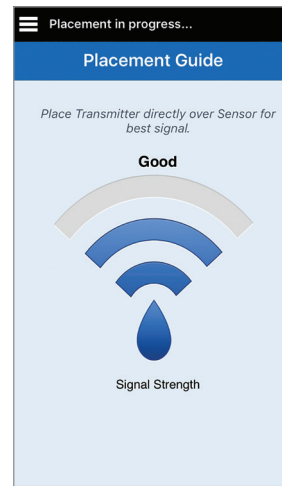 Placement in progress...
Placement Guide
Place Transmitter directly over Sensor for
best signal.
Good
Signal Strength